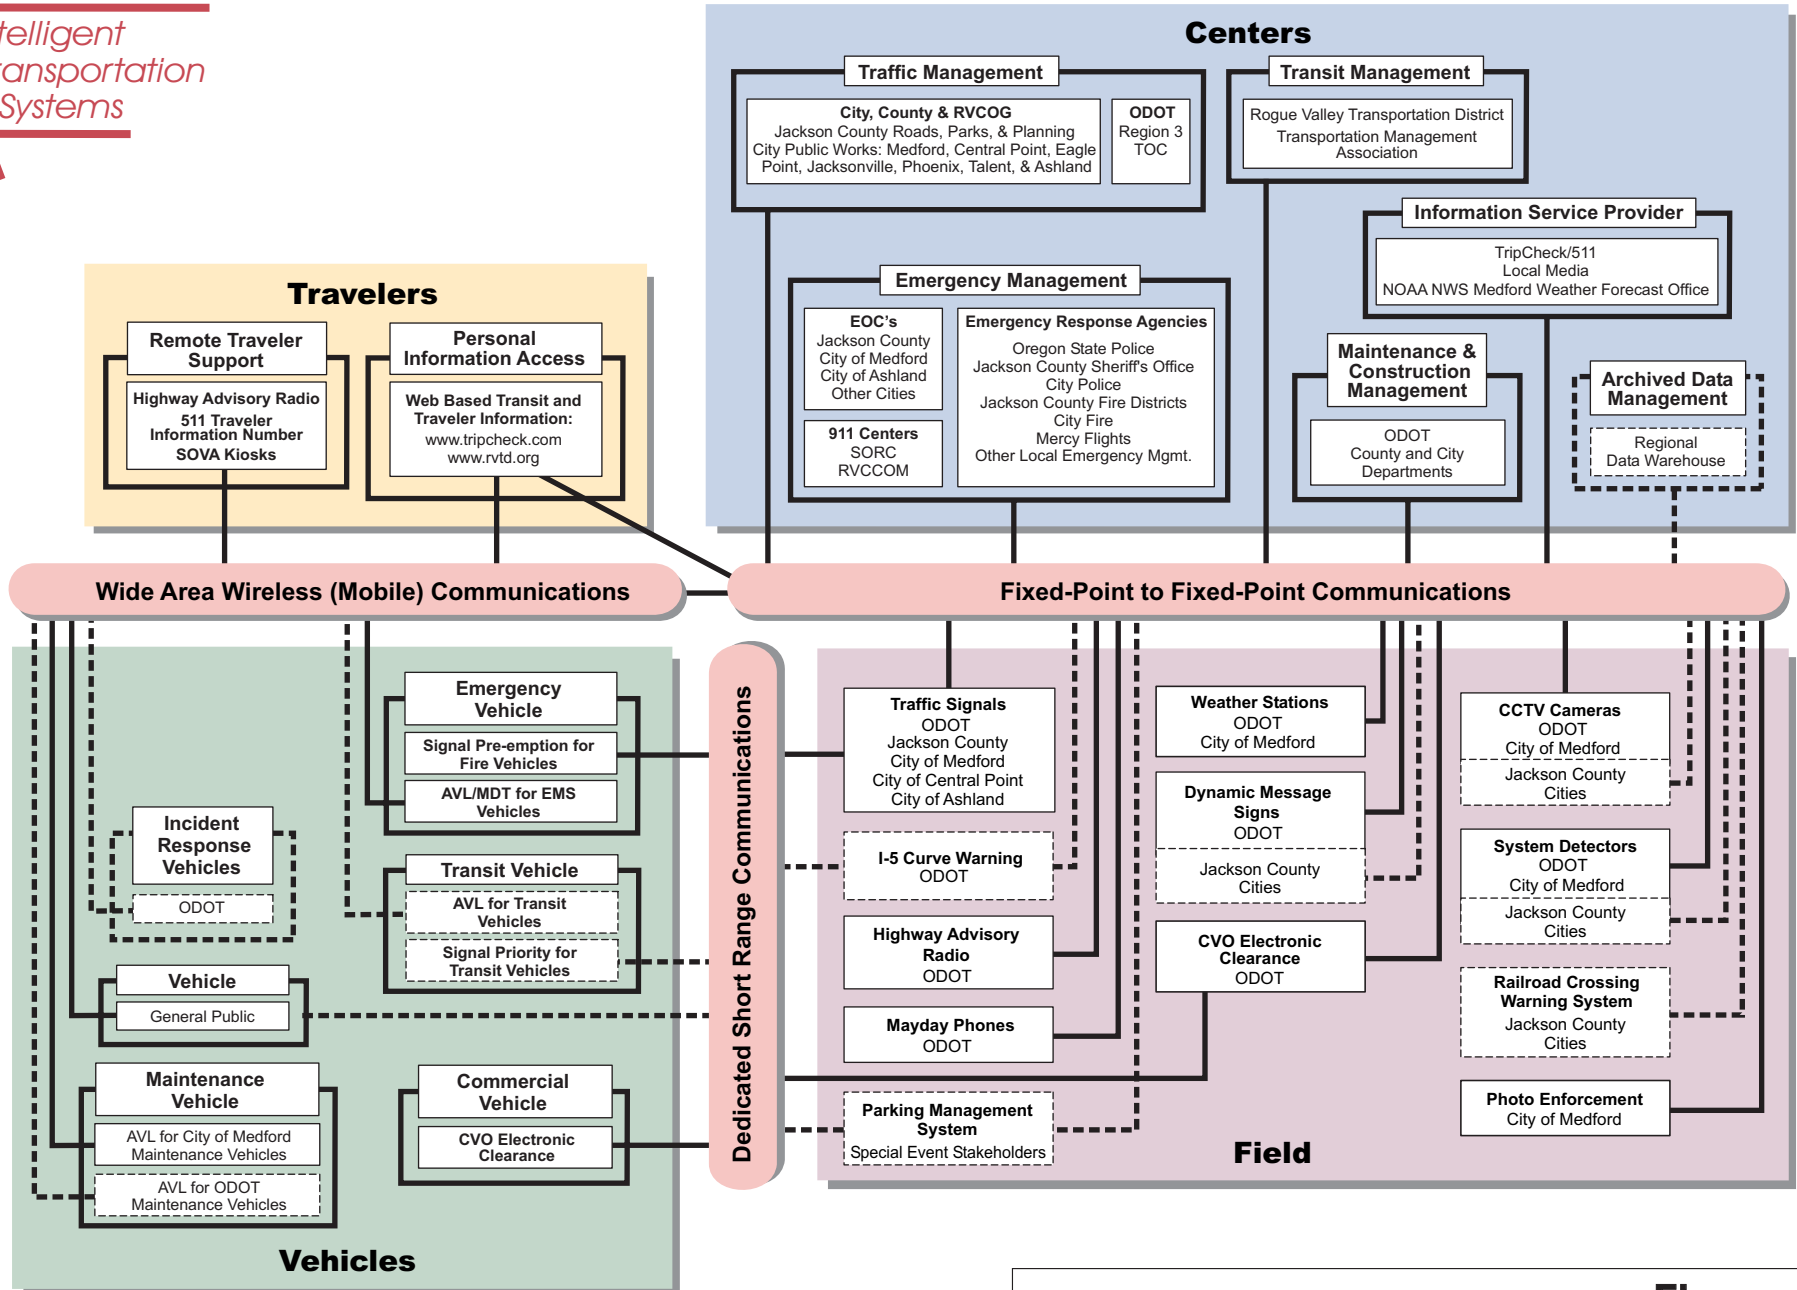 telligent
ansportation
Systems
Centers
Traffic Management
City, County & RVCOG
Jackson County Roads, Parks, & Planning
City Public Works: Medford, Central Point, Eagle
Point, Jacksonville, Phoenix, Talent, & Ashland
ODOT
Region 3
TOC
Transit Management
Rogue Valley Transportation District
Transportation Management
Association
Information Service Provider
TripCheck/511
Local Media
NOAA NWS Medford Weather Forecast Office
Emergency Management
EOC's
Jackson County
City of Medford
City of Ashland
Other Cities
911 Centers
SORC
RVCCOM
Emergency Response Agencies
Oregon State Police
Jackson County Sheriff's Office
City Police
Jackson County Fire Districts
City Fire
Mercy Flights
Other Local Emergency Mgmt.
Maintenance &
Construction
Management
ODOT
County and City
Departments
Archived Data
Management
Regional
Data Warehouse
Travelers
Remote Traveler
Support
Highway Advisory Radio
511 Traveler
Information Number
SOVA Kiosks
Personal
Information Access
Web Based Transit and
Traveler Information:
www.tripcheck.com
www.rvtd.org
Wide Area Wireless (Mobile) Communications
Fixed-Point to Fixed-Point Communications
Emergency
Vehicle
Signal Pre-emption for
Fire Vehicles
AVL/MDT for EMS
Vehicles
Incident
Response
Vehicles
ODOT
Transit Vehicle
AVL for Transit
Vehicles
Signal Priority for
Transit Vehicles
Vehicle
General Public
Maintenance
Vehicle
AVL for City of Medford
Maintenance Vehicles
AVL for ODOT
Maintenance Vehicles
Commercial
Vehicle
CVO Electronic
Clearance
Vehicles
Dedicated Short Range Communications
Traffic Signals
ODOT
Jackson County
City of Medford
City of Central Point
City of Ashland
I-5 Curve Warning
ODOT
Highway Advisory
Radio
ODOT
Mayday Phones
ODOT
Parking Management
System
Special Event Stakeholders
Weather Stations
ODOT
City of Medford
Dynamic Message
Signs
ODOT
Jackson County
Cities
CVO Electronic
Clearance
ODOT
CCTV Cameras
ODOT
City of Medford
Jackson County
Cities
System Detectors
ODOT
City of Medford
Jackson County
Cities
Railroad Crossing
Warning System
Jackson County
Cities
Photo Enforcement
City of Medford
Field